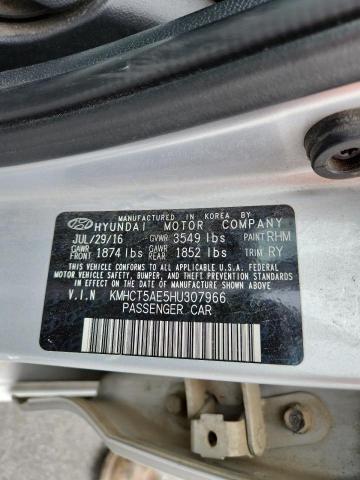 MANUFACTURED IN KOREA BY
HYUNDAI MOTOR COMPANY
JUL/29/16 GVWR 3549 lbs PAINT RHM
GAWR FRONT 1874 lbs GAWR REAR 1852 lbs TRIM RY
THIS VEHICLE CONFORMS TO ALL APPLICABLE U.S.A. FEDERAL
MOTOR VEHICLE SAFETY, BUMPER, AND THEFT PREVENTION STANDARDS
IN EFFECT ON THE DATE OF MANUFACTURE SHOWN ABOVE.
V.I.N KMHCT5AE5HU307966
PASSENGER CAR